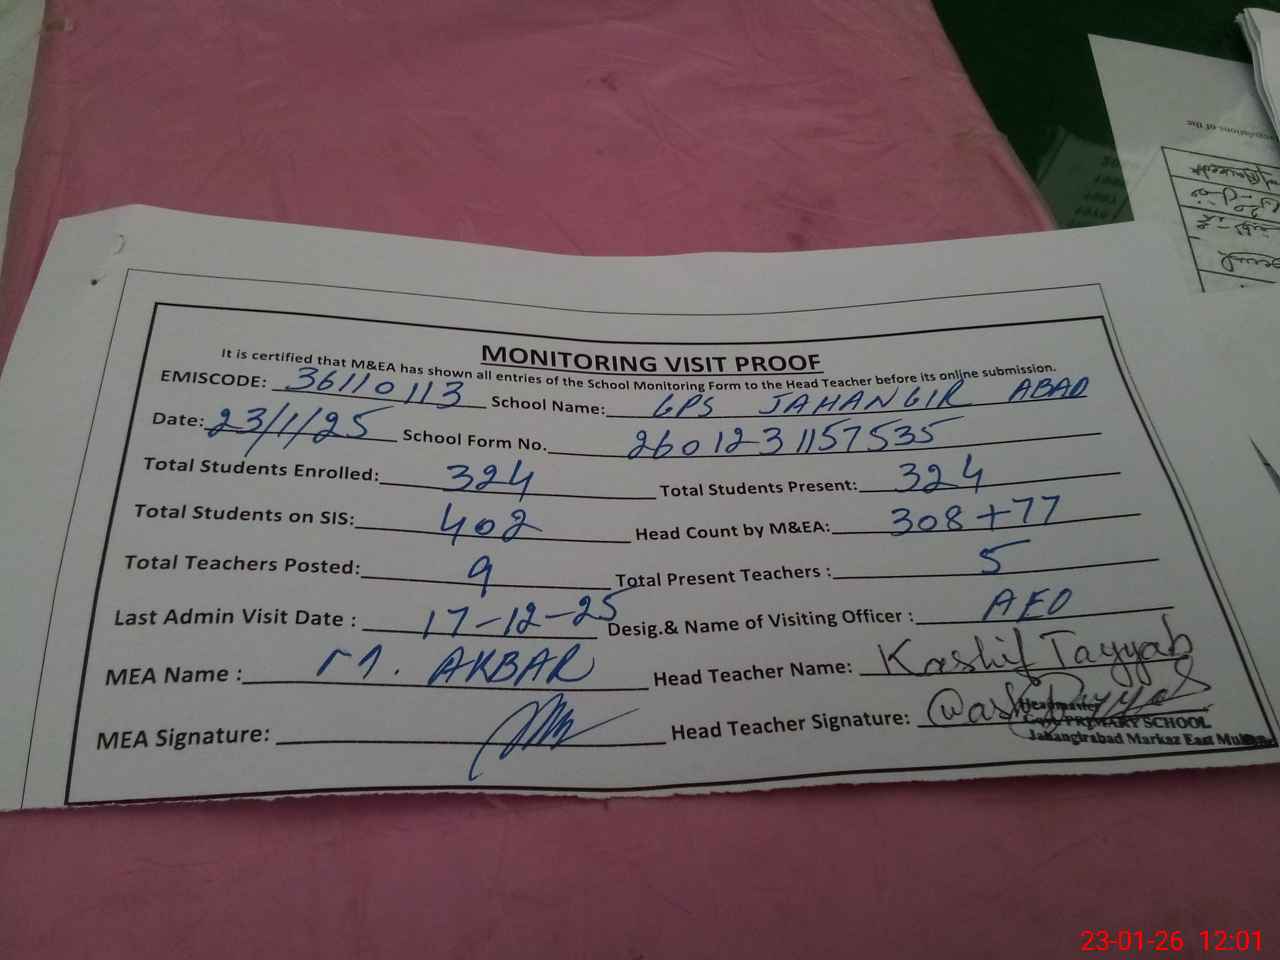 MONITORING VISIT PROOF
It is certified that M&EA has shown all entries of the School Monitoring Form to the Head Teacher before its online submission.
EMISCODE: 36110113 School Name: GPS JAHANGIR ABAD
Date: 23/1/25 School Form No. 2601231157535
Total Students Enrolled: 324 Total Students Present: 324
Total Students on SIS: 402 Head Count by M&EA: 308+77
Total Teachers Posted: 9 Total Present Teachers : 5
Last Admin Visit Date : 17-12-25 Desig.& Name of Visiting Officer : AEO
MEA Name : M. AKBAR Head Teacher Name: Kashif Tayyab
MEA Signature: Head Teacher Signature:
Headmaster
Govt PRIMARY SCHOOL
Jahangirabad Markaz East
23-01-26 12:01